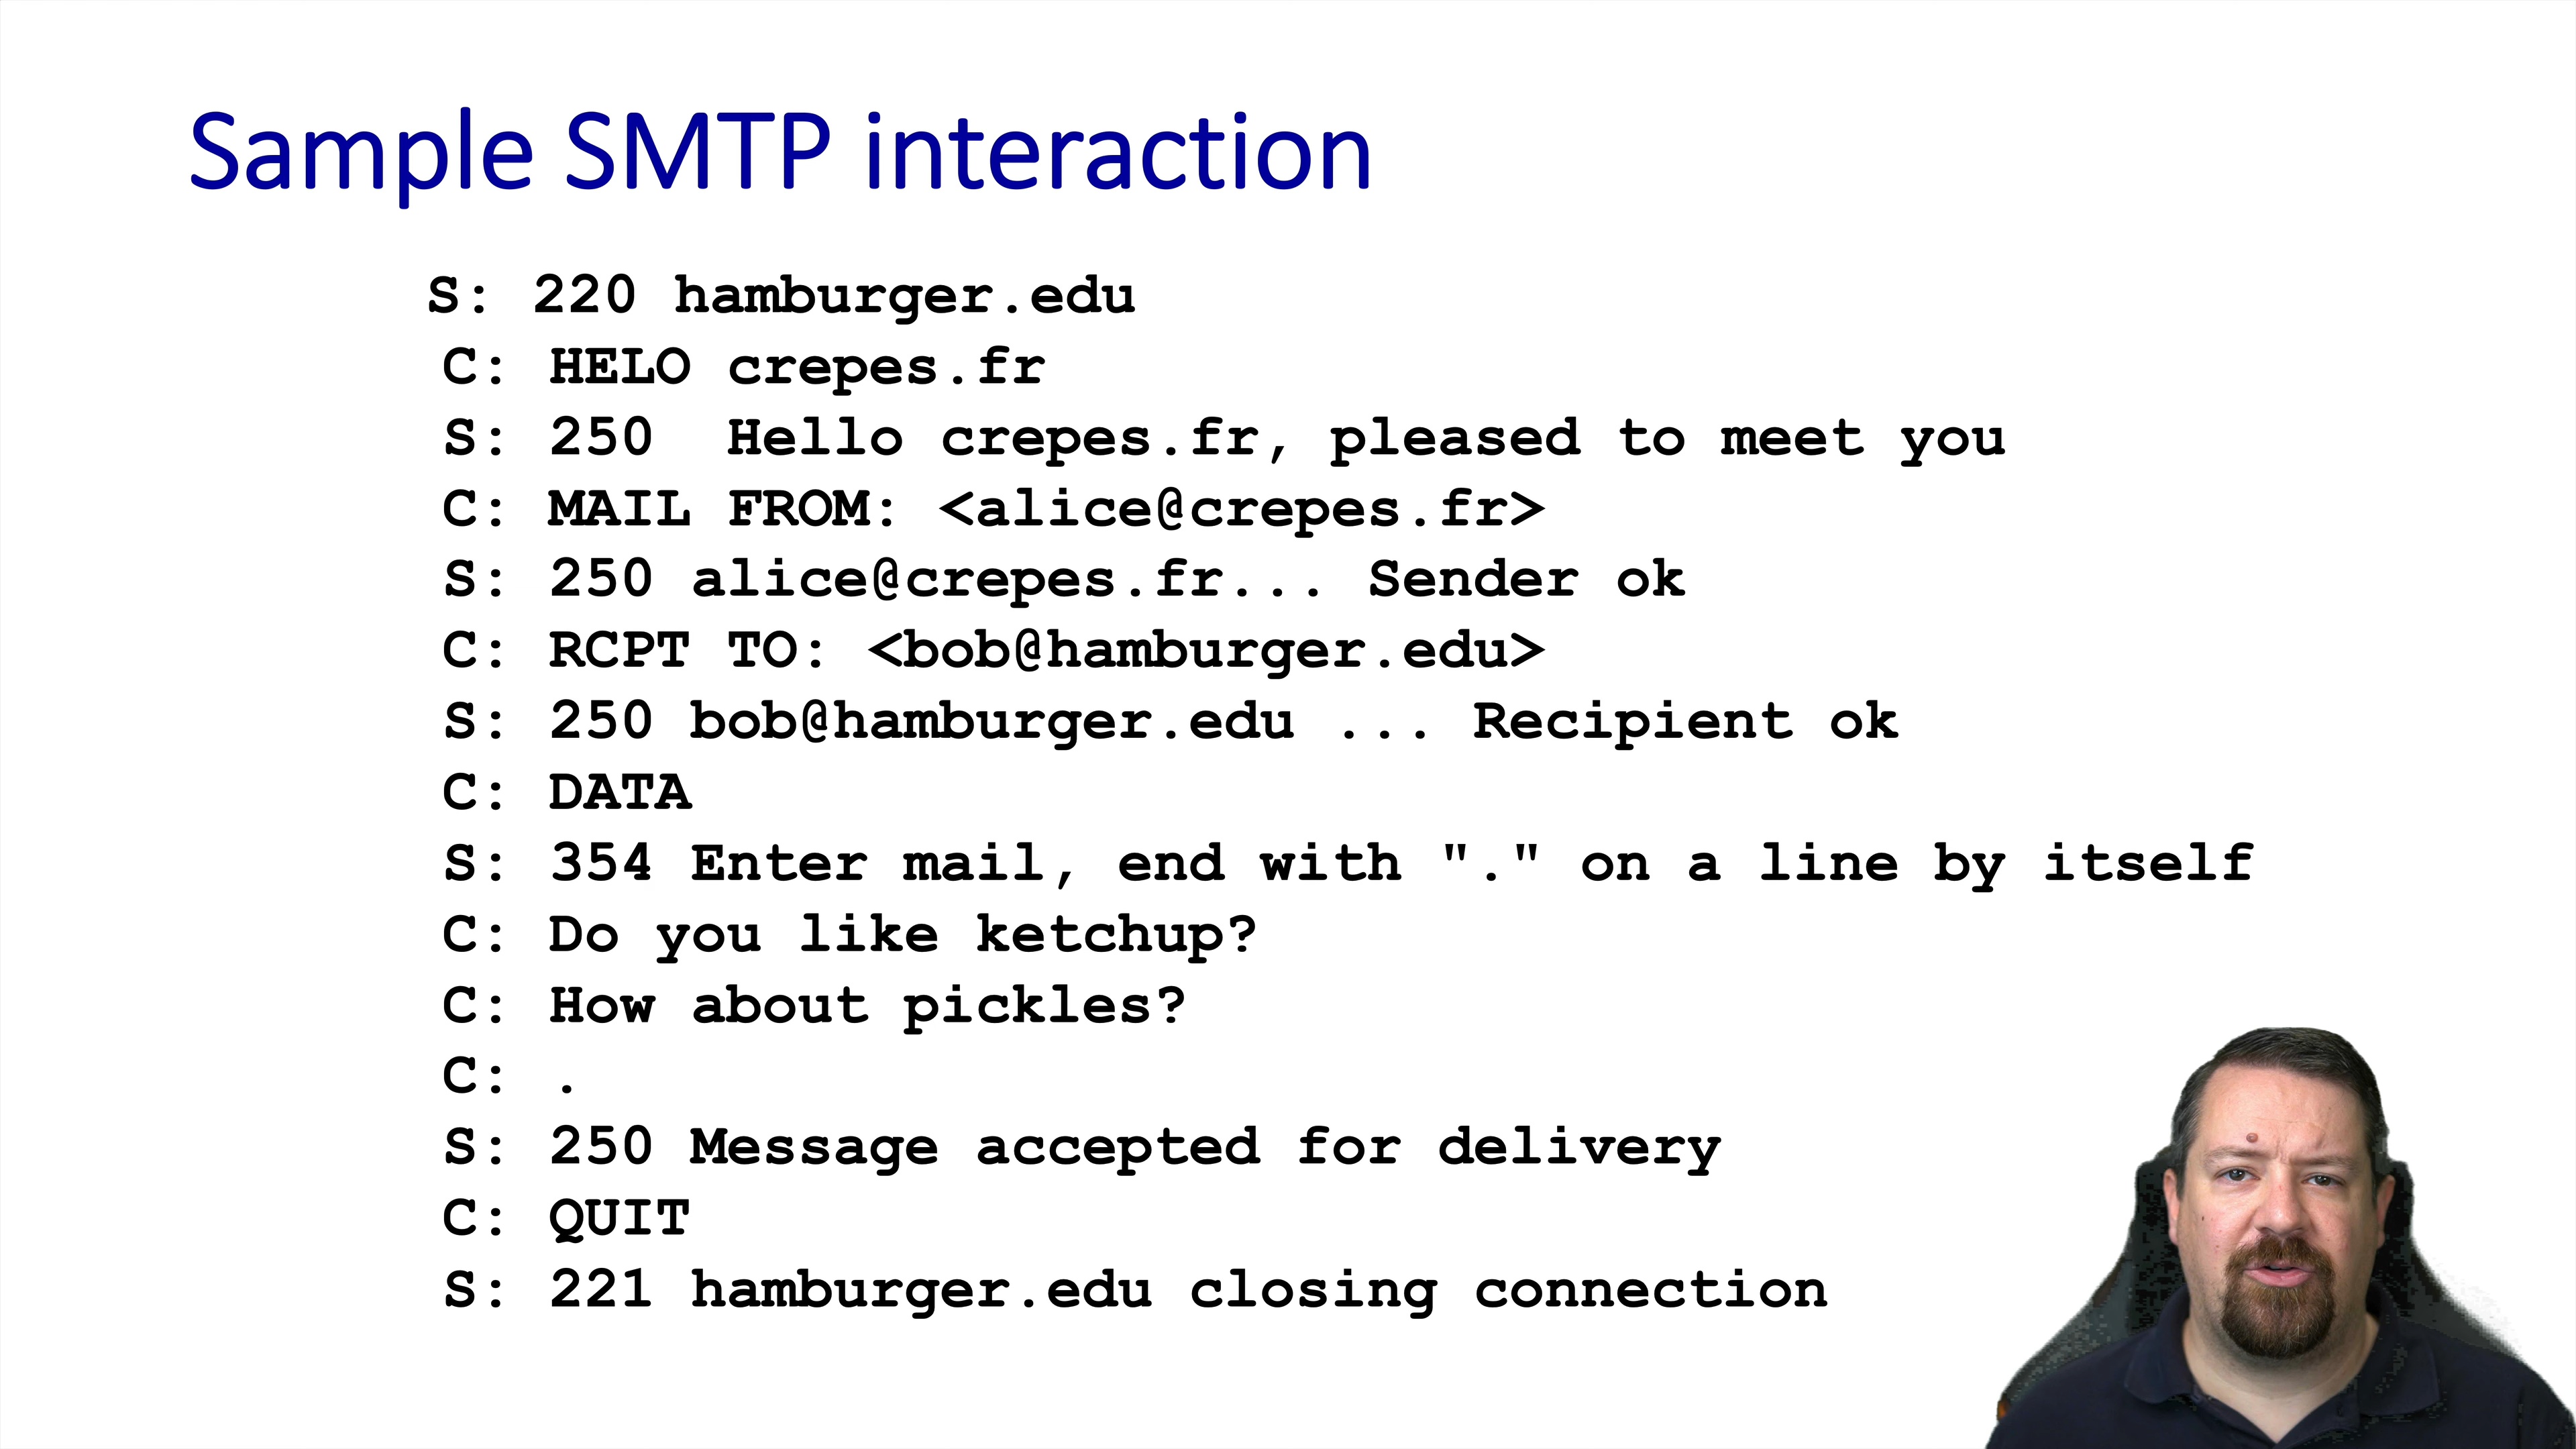 Sample SMTP interaction
S: 220 hamburger.edu
C: HELO crepes.fr
S: 250  Hello crepes.fr, pleased to meet you
C: MAIL FROM: <alice@crepes.fr>
S: 250 alice@crepes.fr... Sender ok
C: RCPT TO: <bob@hamburger.edu>
S: 250 bob@hamburger.edu ... Recipient ok
C: DATA
S: 354 Enter mail, end with "." on a line by itself
C: Do you like ketchup?
C: How about pickles?
C: .
S: 250 Message accepted for delivery
C: QUIT
S: 221 hamburger.edu closing connection